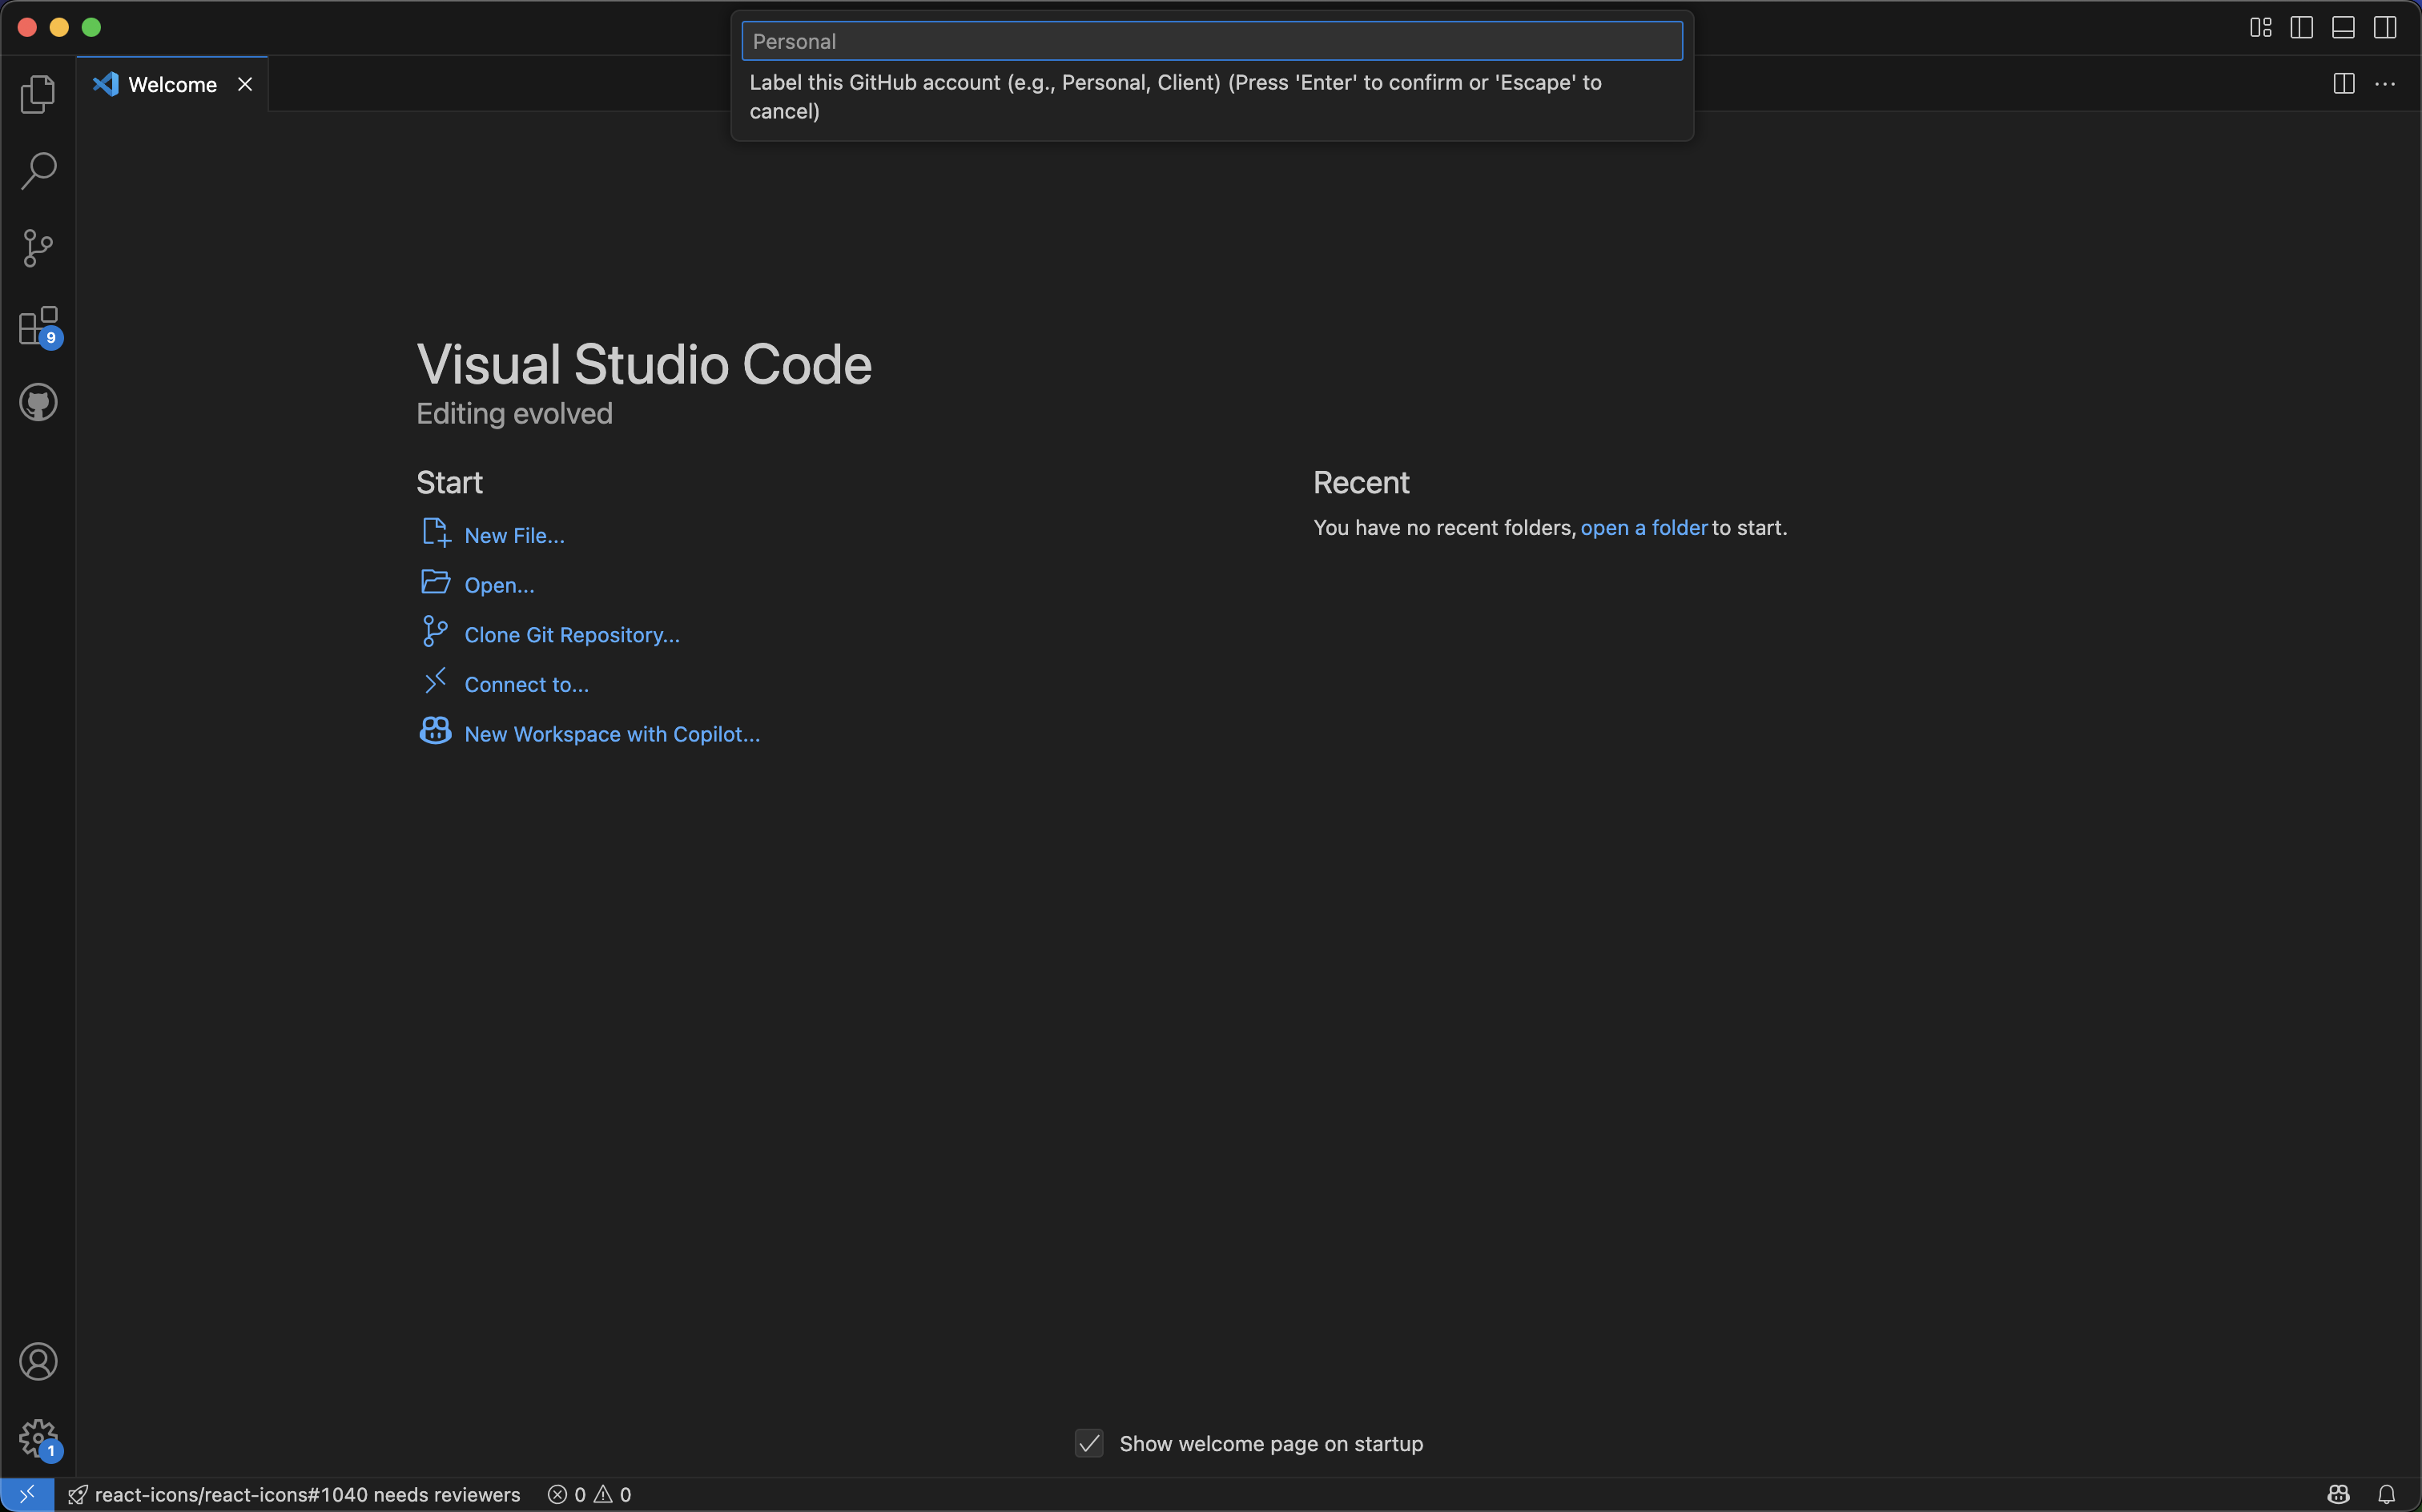 Personal
Label this GitHub account (e.g., Personal, Client) (Press 'Enter' to confirm or 'Escape' to
cancel)
Welcome
9
Visual Studio Code
Editing evolved
Start
New File...
Open...
Clone Git Repository...
Connect to...
New Workspace with Copilot...
Recent
You have no recent folders, open a folder to start.
1
Show welcome page on startup
react-icons/react-icons#1040 needs reviewers 0 0